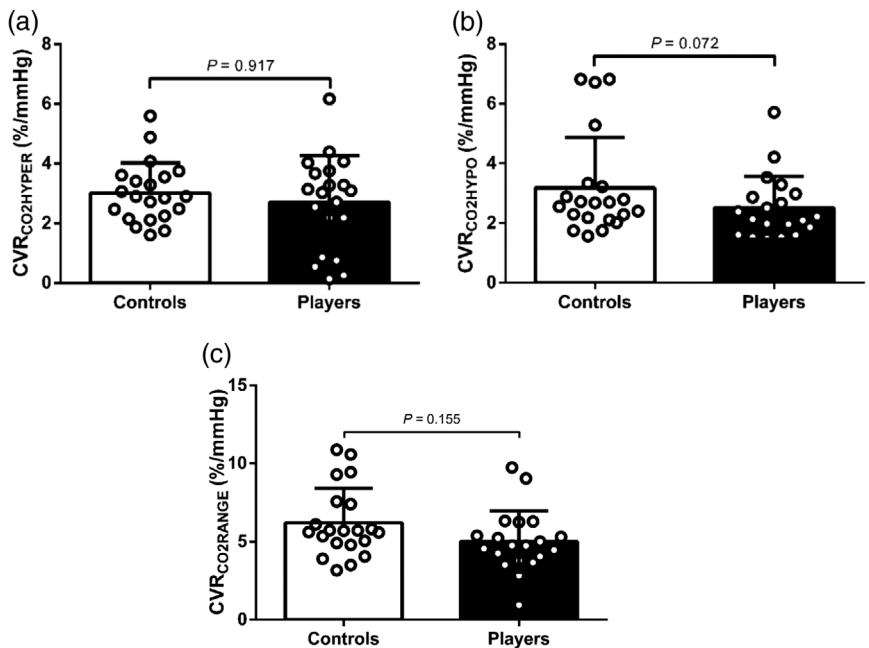 (a)
CVRCO2HYPER (%/mmHg)
8
6
4
2
0
P = 0.917
Controls
Players
(b)
CVRCO2HYPO (%/mmHg)
8
6
4
2
0
P = 0.072
Controls
Players
(c)
CVRCO2RANGE (%/mmHg)
15
10
5
0
P = 0.155
Controls
Players